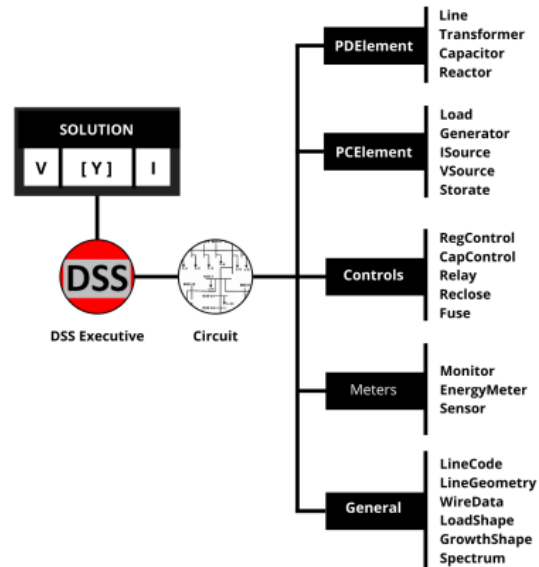 SOLUTION
V
[ Y ]
I
DSS
DSS Executive
Circuit
PDElement
Line
Transformer
Capacitor
Reactor
PCElement
Load
Generator
ISource
VSource
Storate
Controls
RegControl
CapControl
Relay
Reclose
Fuse
Meters
Monitor
EnergyMeter
Sensor
General
LineCode
LineGeometry
WireData
LoadShape
GrowthShape
Spectrum